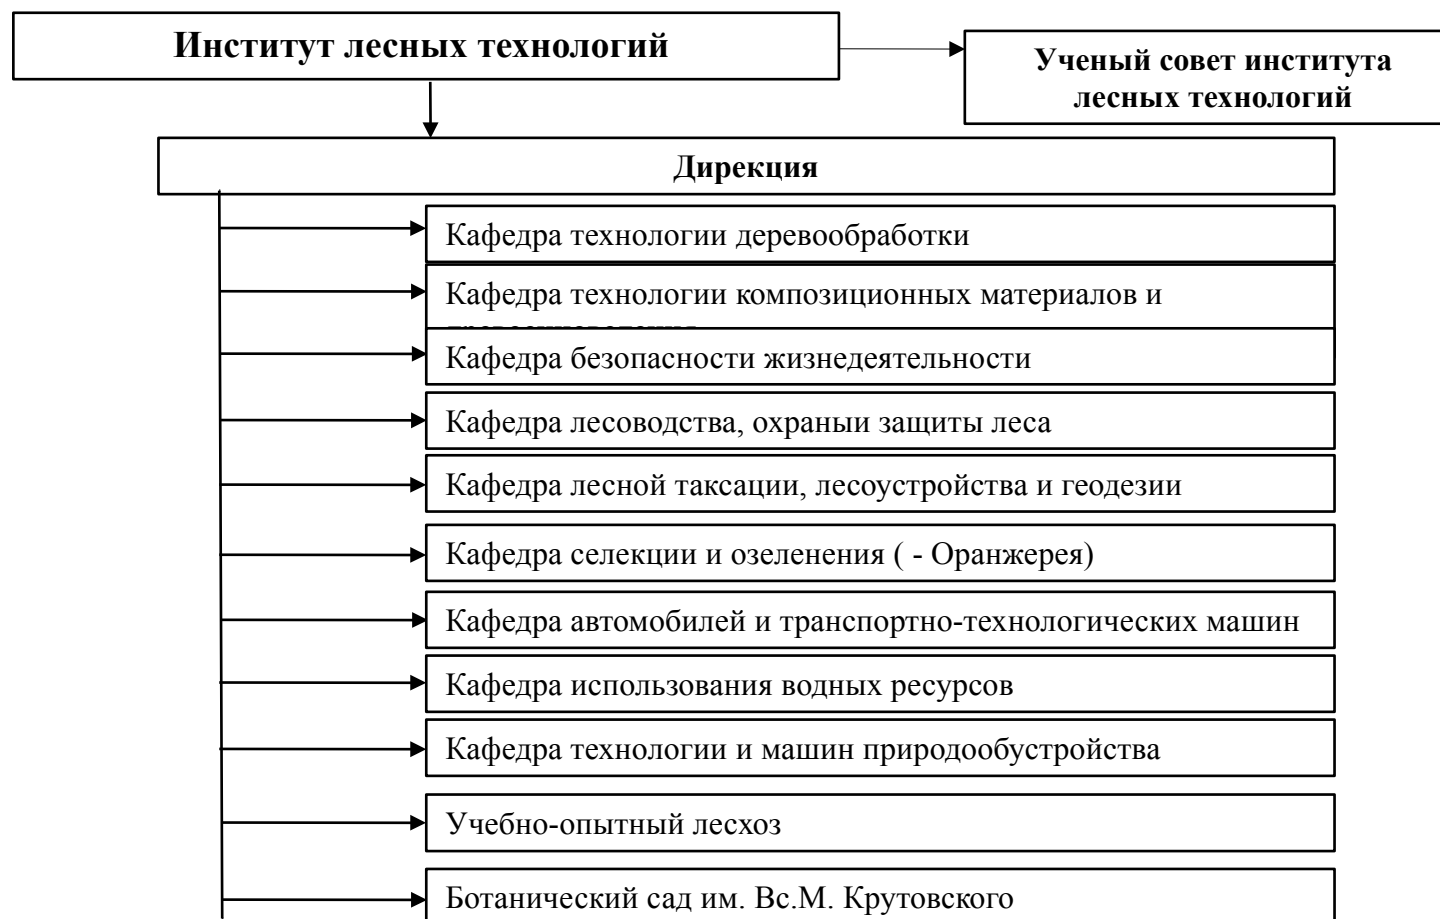 Институт лесных технологий
Ученый совет института
лесных технологий
Дирекция
Кафедра технологии деревообработки
Кафедра технологии композиционных материалов и
Кафедра безопасности жизнедеятельности
Кафедра лесоводства, охраныи защиты леса
Кафедра лесной таксации, лесоустройства и геодезии
Кафедра селекции и озеленения ( - Оранжерея)
Кафедра автомобилей и транспортно-технологических машин
Кафедра использования водных ресурсов
Кафедра технологии и машин природообустройства
Учебно-опытный лесхоз
Ботанический сад им. Вс.М. Крутовского